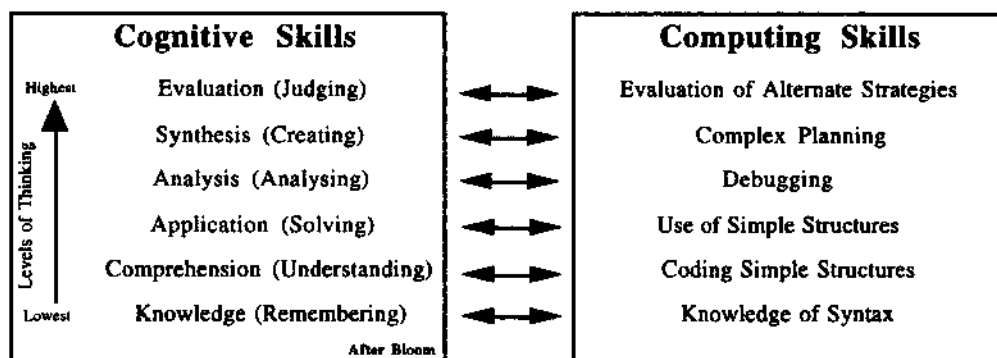 Cognitive Skills
Highest
Levels of Thinking
Lowest
Evaluation (Judging)
Synthesis (Creating)
Analysis (Analysing)
Application (Solving)
Comprehension (Understanding)
Knowledge (Remembering)
After Bloom
Computing Skills
Evaluation of Alternate Strategies
Complex Planning
Debugging
Use of Simple Structures
Coding Simple Structures
Knowledge of Syntax